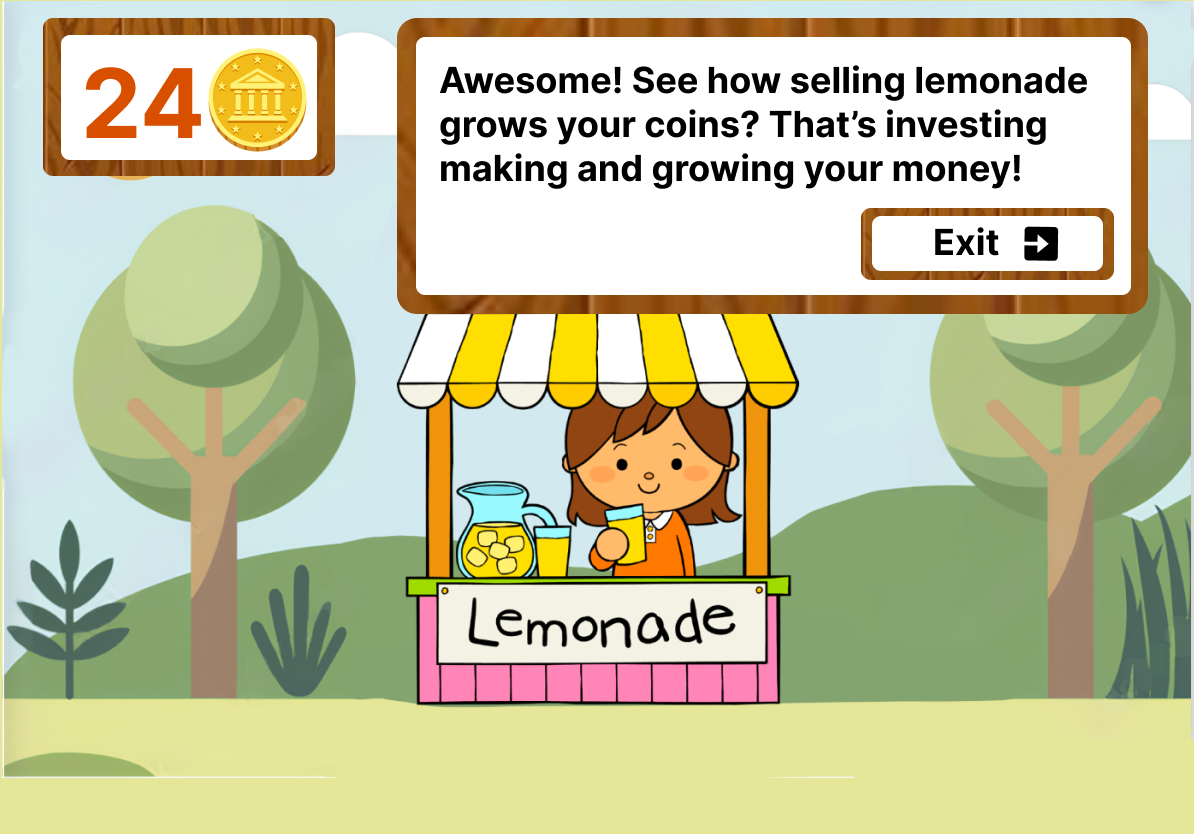 24
Awesome! See how selling lemonade
grows your coins? That’s investing
making and growing your money!
Exit
Lemonade